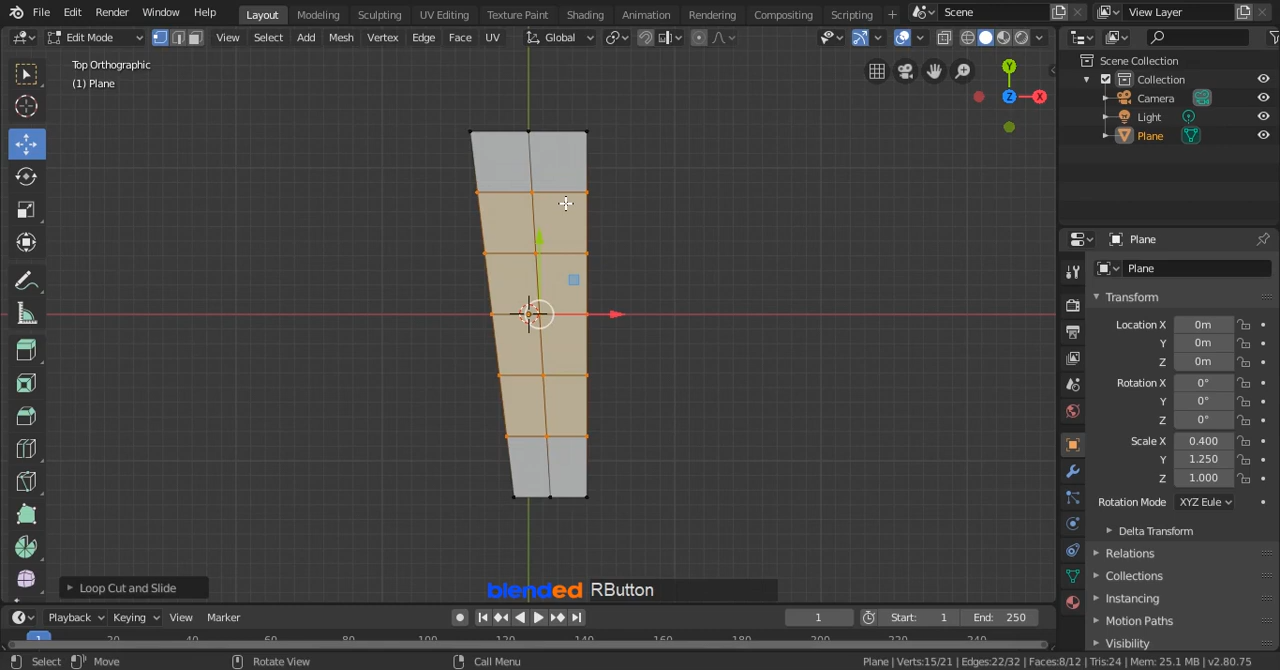 File Edit Render Window Help Layout Modeling Sculpting UV Editing Texture Paint Shading Animation Rendering Compositing Scripting + Scene View Layer
Edit Mode View Select Add Mesh Vertex Edge Face UV Global
Top Orthographic
(1) Plane
Y
Z X
Scene Collection
Collection
Camera
Light
Plane
Plane
Plane
Transform
Location X 0m
Y 0m
Z 0m
Rotation X 0°
Y 0°
Z 0°
Scale X 0.400
Y 1.250
Z 1.000
Rotation Mode XYZ Eule
Delta Transform
Relations
Collections
Instancing
Motion Paths
Visibility
Loop Cut and Slide
blended RButton
Playback Keying View Marker 1 Start: 1 End: 250
1
Select Move Rotate View Call Menu Plane | Verts:15/21 | Edges:22/32 | Faces:8/12 | Tris:24 | Mem: 25.1 MB | v2.80.75